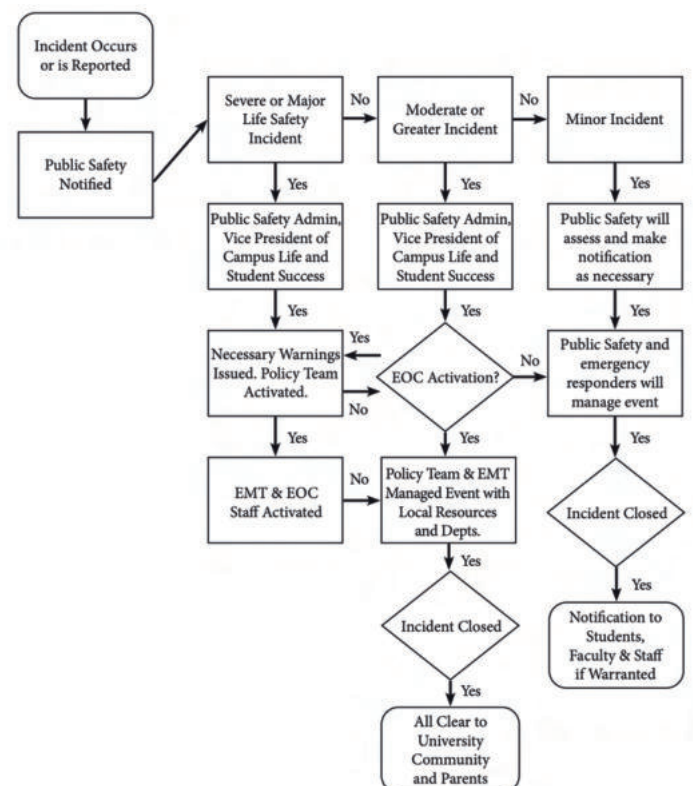 Incident Occurs
or is Reported
Public Safety
Notified
Severe or Major
Life Safety
Incident
No
Moderate or
Greater Incident
No
Minor Incident
Yes
Yes
Yes
Public Safety Admin,
Vice President of
Campus Life and
Student Success
Public Safety Admin,
Vice President of
Campus Life and
Student Success
Public Safety will
assess and make
notification
as necessary
Yes
Yes
Yes
Necessary Warnings
Issued. Policy Team
Activated.
Yes
No
EOC Activation?
No
Public Safety and
emergency
responders will
manage event
Yes
Yes
Yes
EMT & EOC
Staff Activated
No
Policy Team & EMT
Managed Event with
Local Resources
and Depts.
Incident Closed
Yes
Yes
Incident Closed
Notification to
Students,
Faculty & Staff
if Warranted
Yes
All Clear to
University
Community
and Parents